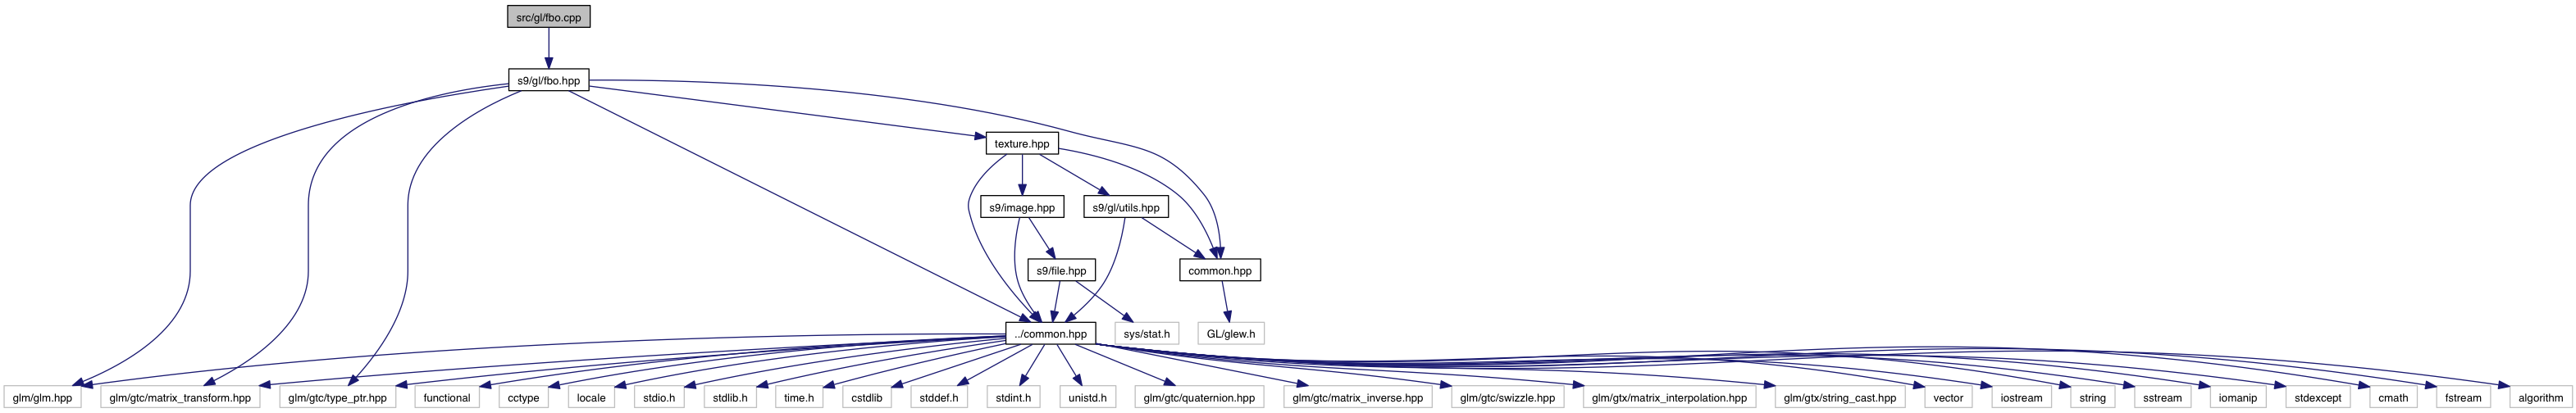 src/gl/fbo.cpp
s9/gl/fbo.hpp
texture.hpp
s9/image.hpp
s9/gl/utils.hpp
s9/file.hpp
common.hpp
../common.hpp
sys/stat.h
GL/glew.h
glm/glm.hpp
glm/gtc/matrix_transform.hpp
glm/gtc/type_ptr.hpp
functional
cctype
locale
stdio.h
stdlib.h
time.h
cstdlib
stddef.h
stdint.h
unistd.h
glm/gtc/quaternion.hpp
glm/gtc/matrix_inverse.hpp
glm/gtc/swizzle.hpp
glm/gtx/matrix_interpolation.hpp
glm/gtx/string_cast.hpp
vector
iostream
string
sstream
iomanip
stdexcept
cmath
fstream
algorithm